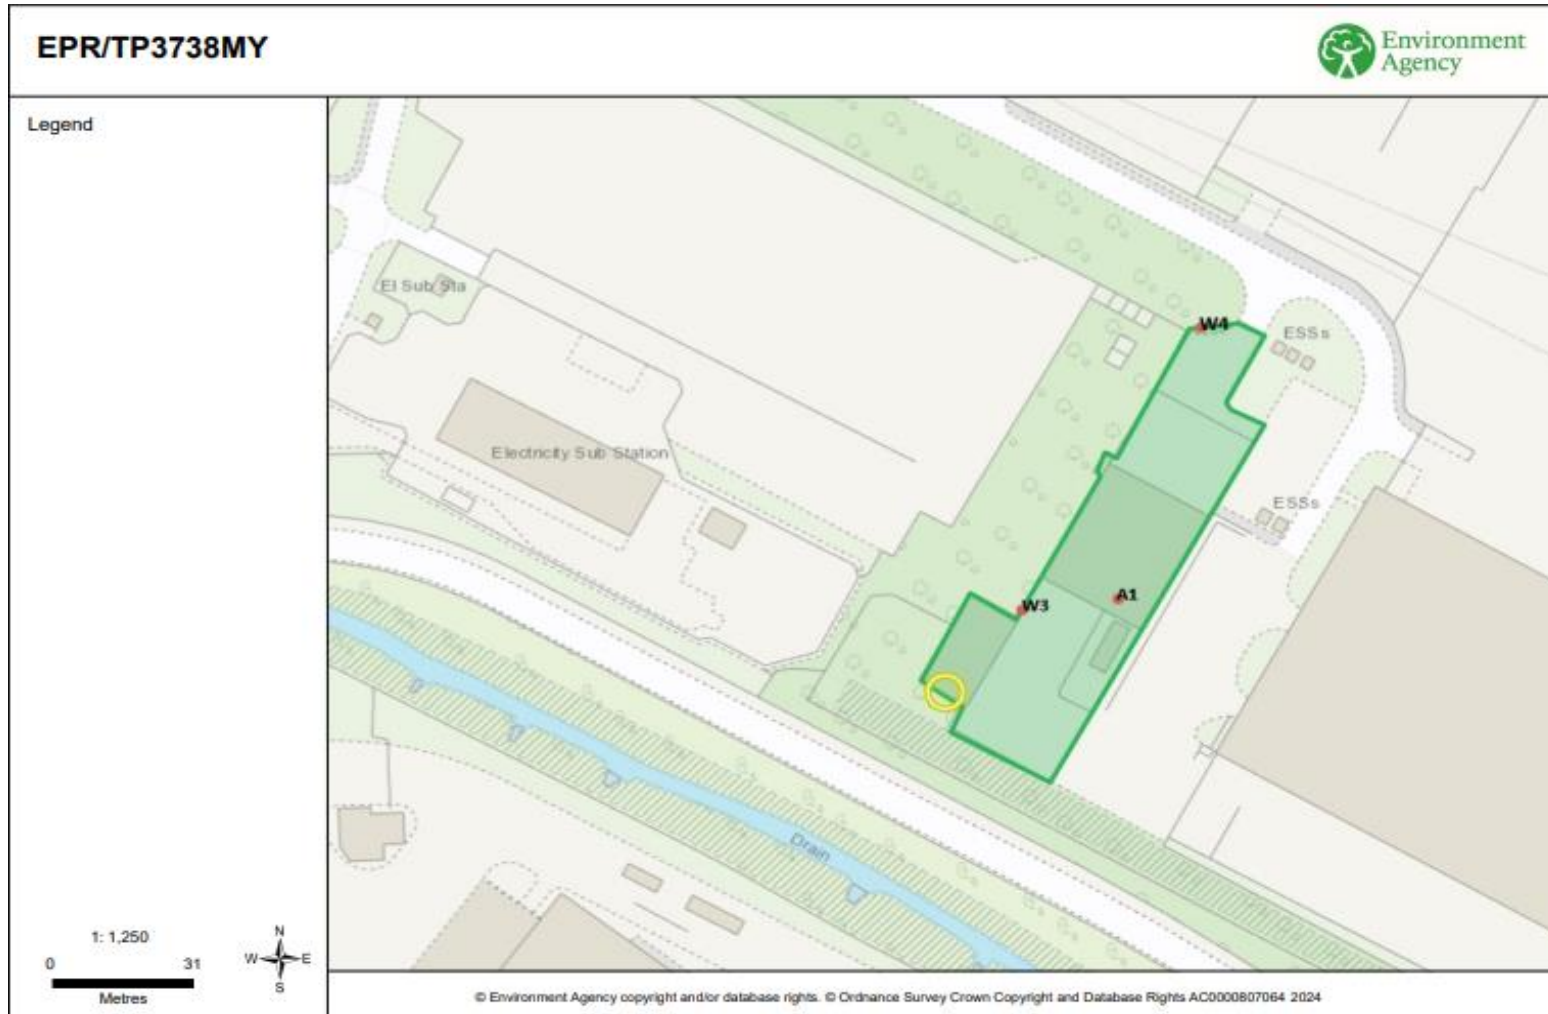 EPR/TP3738MY
Environment
Agency
Legend
W4
El Sub Sta
ESSs
Electricity Sub Station
ESSs
A1
W3
Drain
1: 1,250
0 31
Metres
N
W E
S
© Environment Agency copyright and/or database rights. © Ordnance Survey Crown Copyright and Database Rights AC0000807064 2024